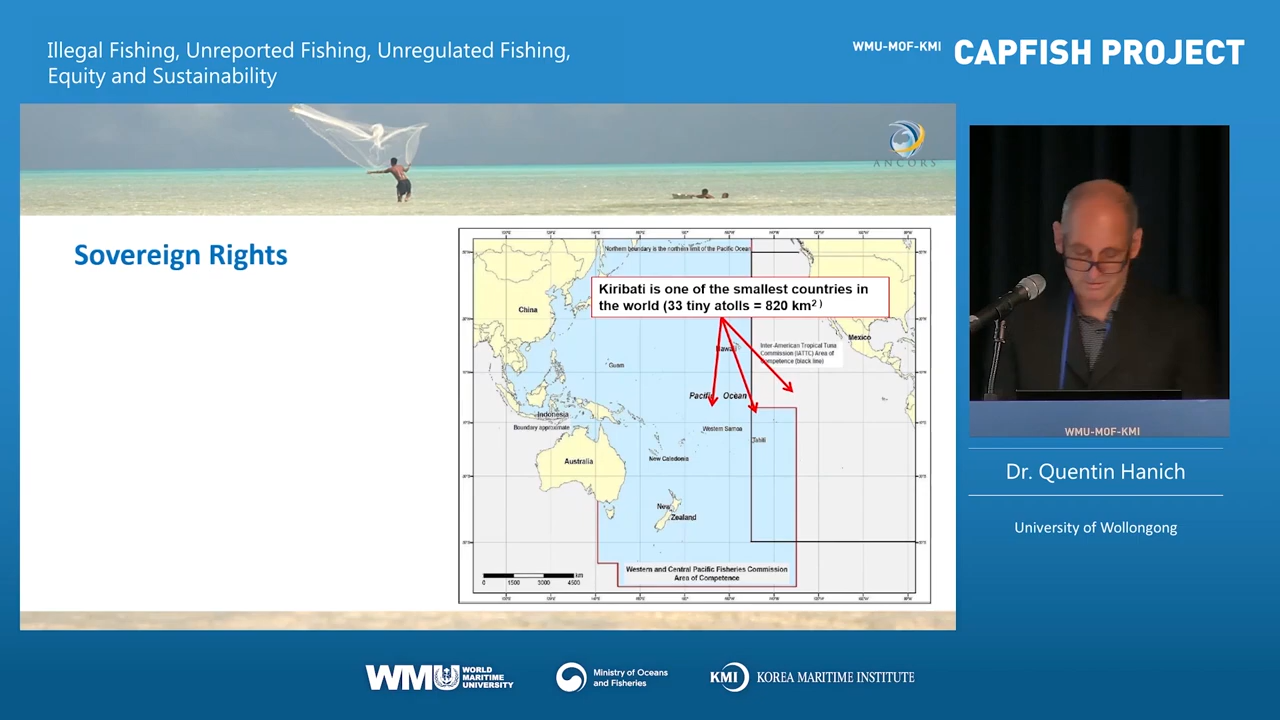 Illegal Fishing, Unreported Fishing, Unregulated Fishing,
Equity and Sustainability
WMU-MOF-KMI CAPFISH PROJECT
ANCORS
Sovereign Rights
Northern boundary is the northern limit of the Pacific Ocean
Kiribati is one of the smallest countries in
the world (33 tiny atolls = 820 km²)
China
Hawaii
Inter-American Tropical Tuna
Commission (IATTC) Area of
Competence (black line)
Mexico
Guam
Pacific Ocean
Indonesia
Boundary approximate
Western Samoa
Tahiti
Australia
New Caledonia
New
Zealand
Western and Central Pacific Fisheries Commission
Area of Competence
km
0 1500 3000 4500
WMU-MOF-KMI
Dr. Quentin Hanich
University of Wollongong
WMU WORLD
MARITIME
UNIVERSITY
Ministry of Oceans
and Fisheries
KMI KOREA MARITIME INSTITUTE